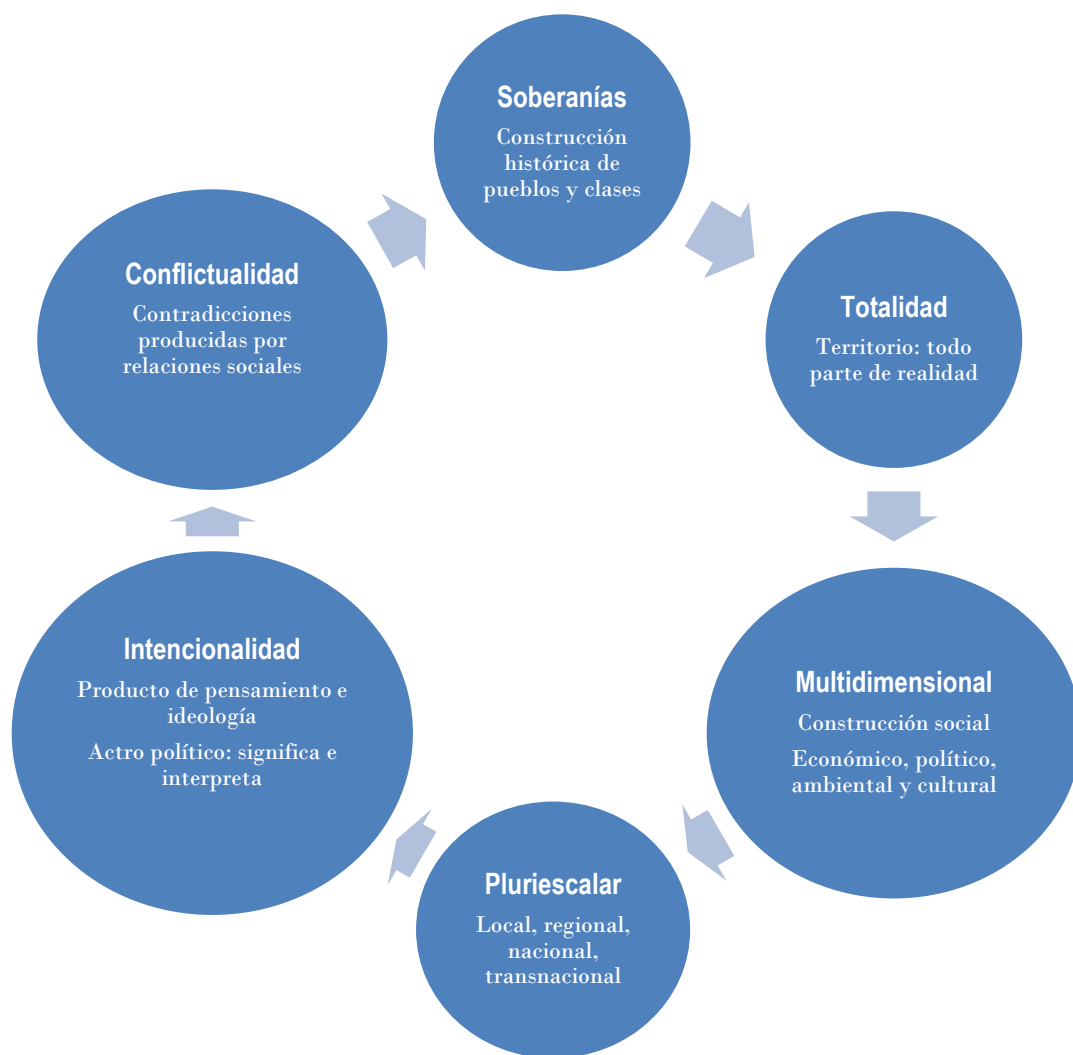 Soberanías
Construcción
histórica de
pueblos y clases
Totalidad
Territorio: todo
parte de realidad
Multidimensional
Construcción social
Económico, político,
ambiental y cultural
Pluriescalar
Local, regional,
nacional,
transnacional
Intencionalidad
Producto de pensamiento e
ideología
Actro político: significa e
interpreta
Conflictualidad
Contradicciones
producidas por
relaciones sociales